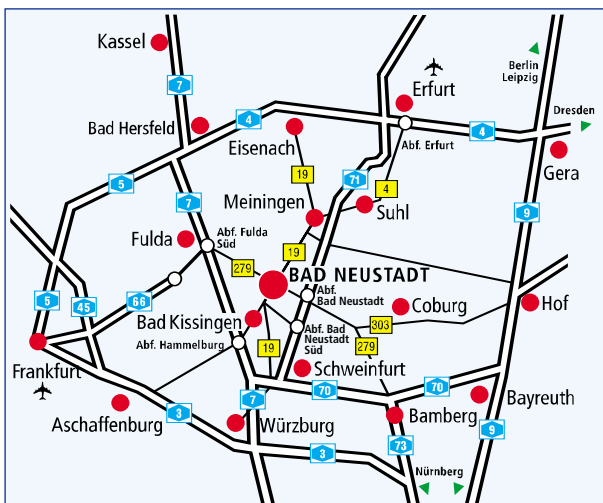 Kassel
7
Berlin
Leipzig
Erfurt
Bad Hersfeld
4
Dresden
Eisenach
Abf. Erfurt
4
Gera
5
19
71
4
7
Meiningen
Suhl
9
Fulda
Abf. Fulda
Süd
19
279
BAD NEUSTADT
5
45
66
Abf.
Bad Neustadt
Coburg
Hof
Bad Kissingen
303
Abf. Bad
Neustadt
Süd
Abf. Hammelburg
19
279
Frankfurt
Schweinfurt
70
70
7
Bayreuth
Aschaffenburg
3
Würzburg
Bamberg
9
73
3
Nürnberg